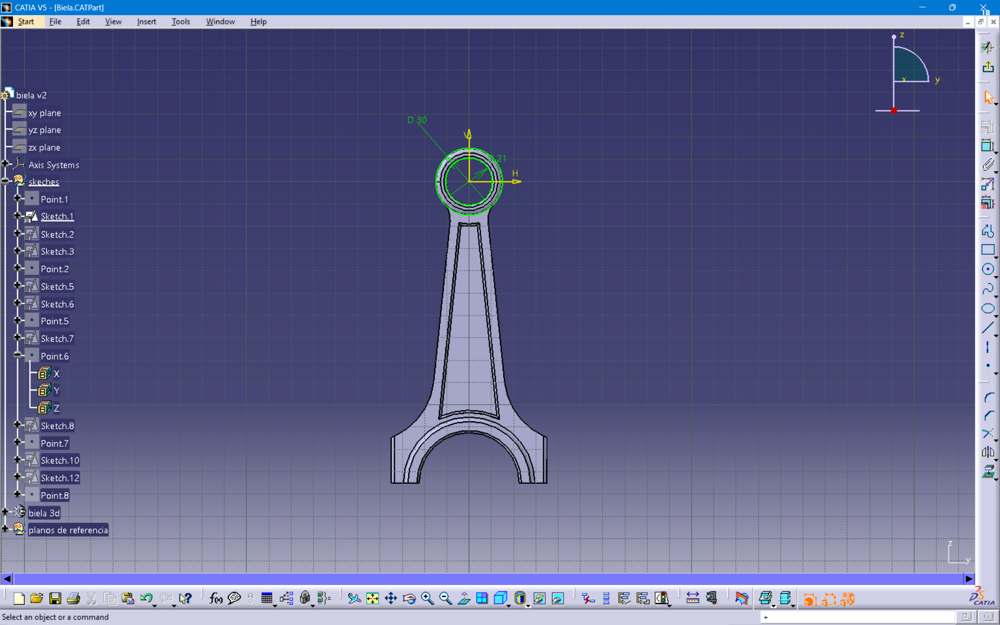 CATIA V5 - [Biela.CATPart]
18
Start File Edit View Insert Tools Window Help
z
x
y
biela v2
xy plane
yz plane
zx plane
Axis Systems
skeches
Point.1
Sketch.1
Sketch.2
Sketch.3
Point.2
Sketch.5
Sketch.6
Point.5
Sketch.7
Point.6
X
Y
Z
Sketch.8
Point.7
Sketch.10
Sketch.12
Point.8
biela 3d
planos de referencia
D 30
V
21
H
z
y
f(x)
CATIA
Select an object or a command